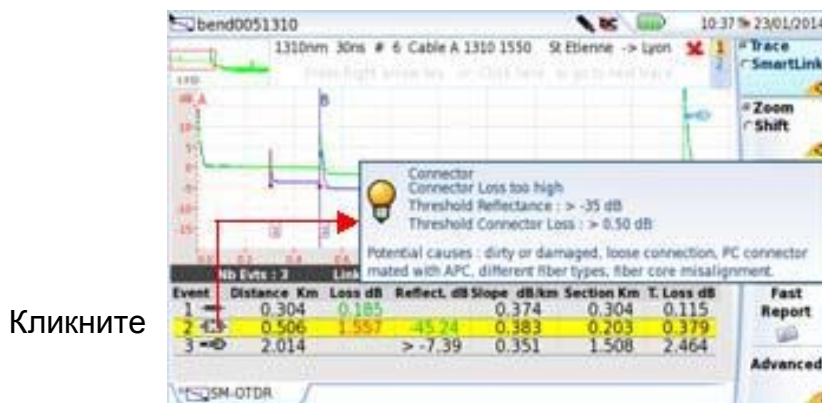 bend0051310 10:37 23/01/2014
1310nm 30ns # 6 Cable A 1310 1550 St Etienne -> Lyon 1 2
Trace
SmartLink
Zoom
Shift
A B
Connector
Connector Loss too high
Threshold Reflectance : > -35 dB
Threshold Connector Loss : > 0.50 dB
Potential causes : dirty or damaged, loose connection, PC connector
mated with APC, different fiber types, fiber core misalignment.
Nb Evts : 3 Link
Event Distance Km Loss dB Reflect. dB Slope dB/km Section Km T. Loss dB
1 0.304 0.185 0.374 0.304 0.115
2 0.506 1.557 -45.24 0.383 0.203 0.379
3 2.014 > -7.39 0.351 1.508 2.464
Fast
Report
Advanced
SM-OTDR
Кликните